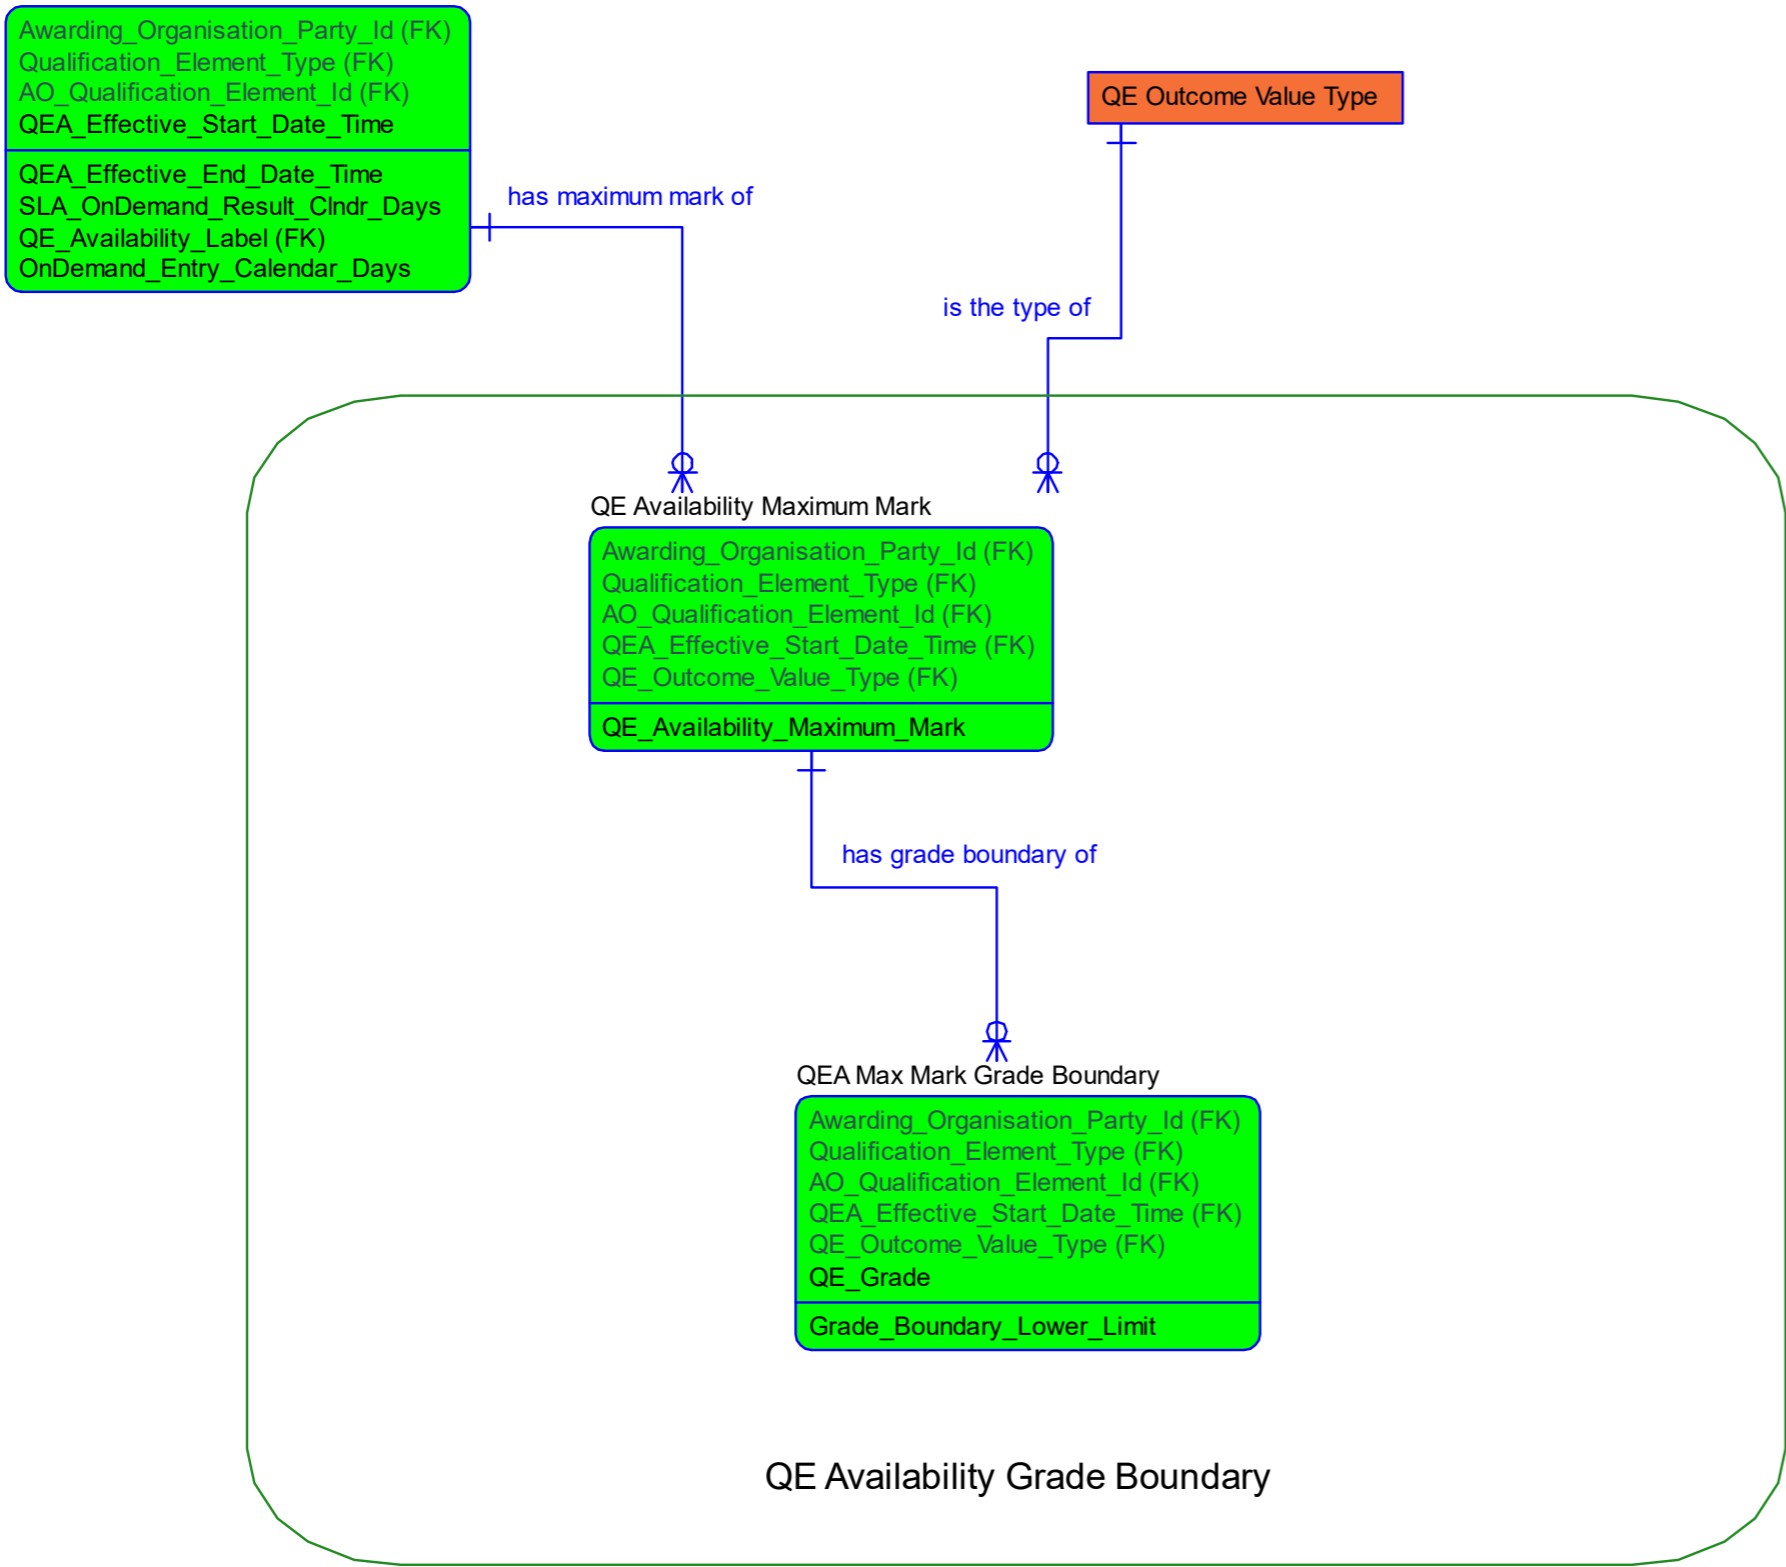 Awarding_Organisation_Party_Id (FK)
Qualification_Element_Type (FK)
AO_Qualification_Element_Id (FK)
QEA_Effective_Start_Date_Time
QEA_Effective_End_Date_Time
SLA_OnDemand_Result_Clndr_Days
QE_Availability_Label (FK)
OnDemand_Entry_Calendar_Days
QE Outcome Value Type
has maximum mark of
is the type of
QE Availability Maximum Mark
Awarding_Organisation_Party_Id (FK)
Qualification_Element_Type (FK)
AO_Qualification_Element_Id (FK)
QEA_Effective_Start_Date_Time (FK)
QE_Outcome_Value_Type (FK)
QE_Availability_Maximum_Mark
has grade boundary of
QEA Max Mark Grade Boundary
Awarding_Organisation_Party_Id (FK)
Qualification_Element_Type (FK)
AO_Qualification_Element_Id (FK)
QEA_Effective_Start_Date_Time (FK)
QE_Outcome_Value_Type (FK)
QE_Grade
Grade_Boundary_Lower_Limit
QE Availability Grade Boundary